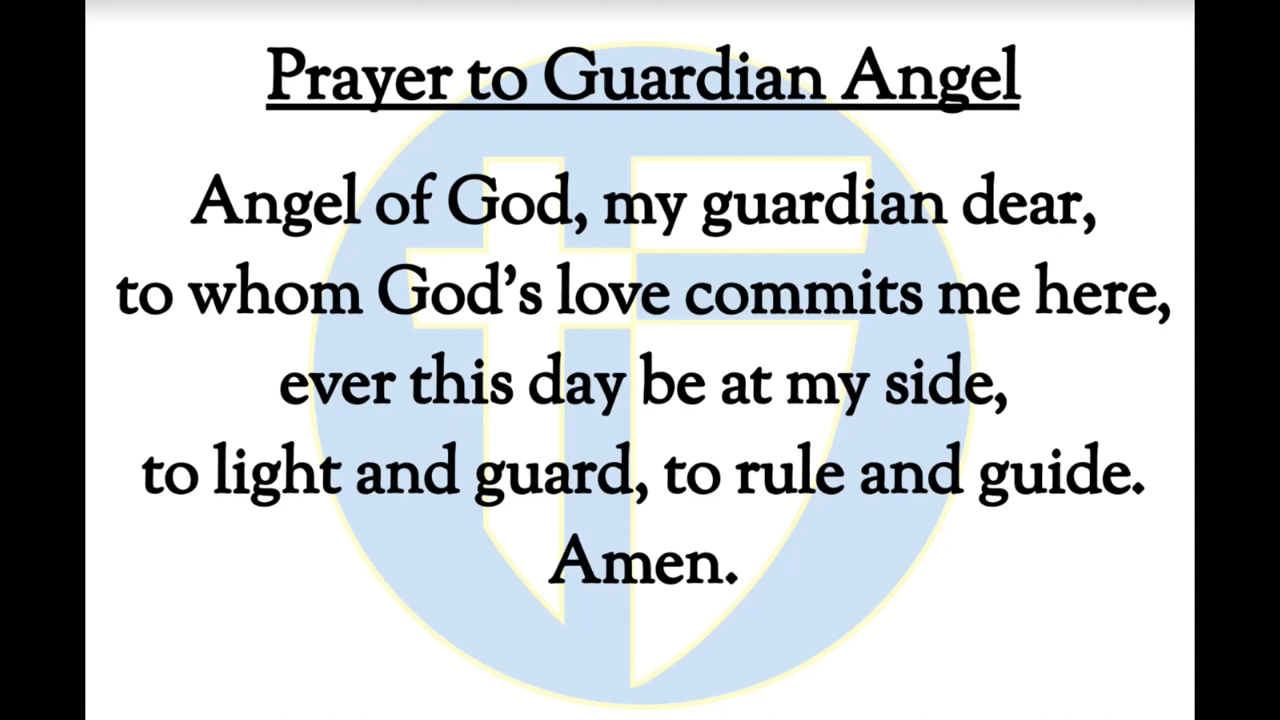 Prayer to Guardian Angel
Angel of God, my guardian dear,
to whom God’s love commits me here,
ever this day be at my side,
to light and guard, to rule and guide.
Amen.